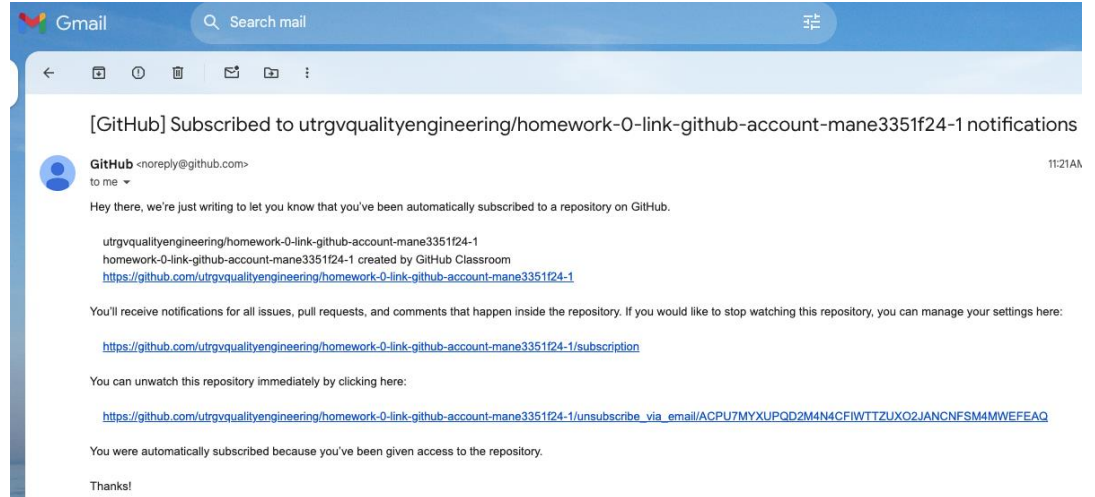 Gmail
Search mail
[GitHub] Subscribed to utrgvqualityengineering/homework-0-link-github-account-mane3351f24-1 notifications
GitHub <noreply@github.com>
11:21AM
to me
Hey there, we're just writing to let you know that you've been automatically subscribed to a repository on GitHub.
utrgvqualityengineering/homework-0-link-github-account-mane3351f24-1
homework-0-link-github-account-mane3351f24-1 created by GitHub Classroom
https://github.com/utrgvqualityengineering/homework-0-link-github-account-mane3351f24-1
You'll receive notifications for all issues, pull requests, and comments that happen inside the repository. If you would like to stop watching this repository, you can manage your settings here:
https://github.com/utrgvqualityengineering/homework-0-link-github-account-mane3351f24-1/subscription
You can unwatch this repository immediately by clicking here:
https://github.com/utrgvqualityengineering/homework-0-link-github-account-mane3351f24-1/unsubscribe_via_email/ACPU7MYXUPQD2M4N4CFIWTTZUXO2JANCNFSM4MWEFEAQ
You were automatically subscribed because you've been given access to the repository.
Thanks!